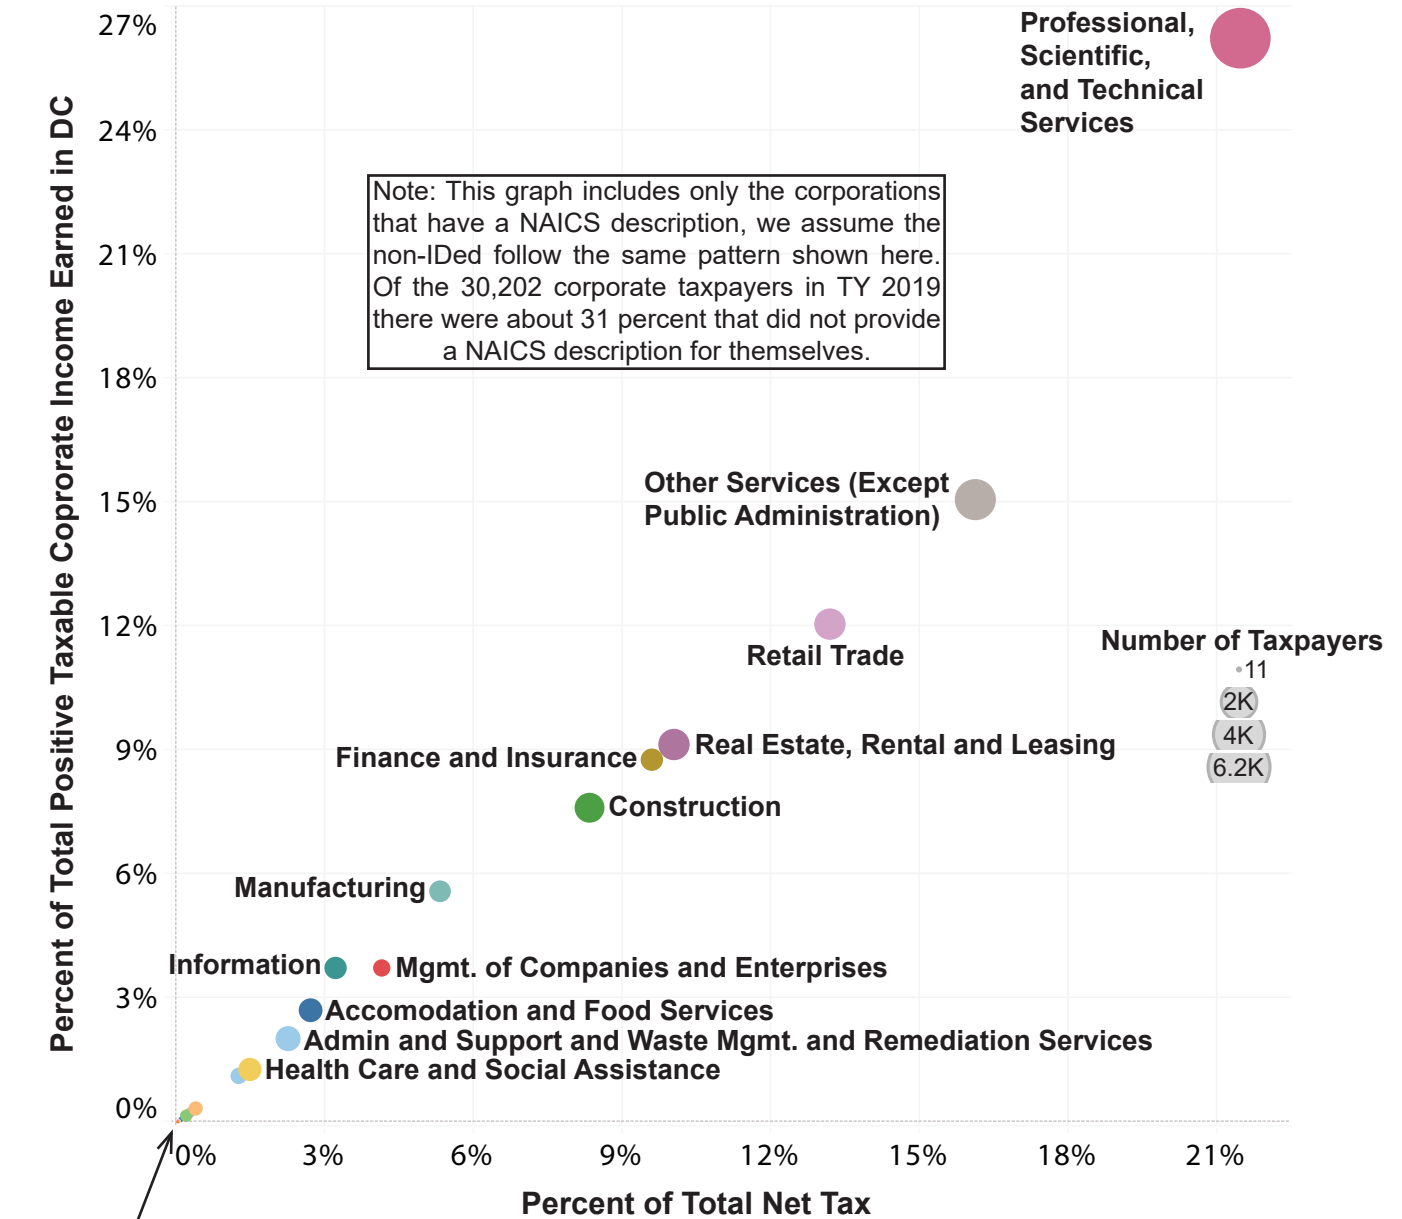 Percent of Total Positive Taxable Coprorate Income Earned in DC
27%
24%
21%
18%
15%
12%
9%
6%
3%
0%
Professional,
Scientific,
and Technical
Services
Note: This graph includes only the corporations
that have a NAICS description, we assume the
non-IDed follow the same pattern shown here.
Of the 30,202 corporate taxpayers in TY 2019
there were about 31 percent that did not provide
a NAICS description for themselves.
Other Services (Except
Public Administration)
Retail Trade
Number of Taxpayers
11
2K
4K
6.2K
Real Estate, Rental and Leasing
Finance and Insurance
Construction
Manufacturing
Information
Mgmt. of Companies and Enterprises
Accomodation and Food Services
Admin and Support and Waste Mgmt. and Remediation Services
Health Care and Social Assistance
0%
3%
6%
9%
12%
15%
18%
21%
Percent of Total Net Tax